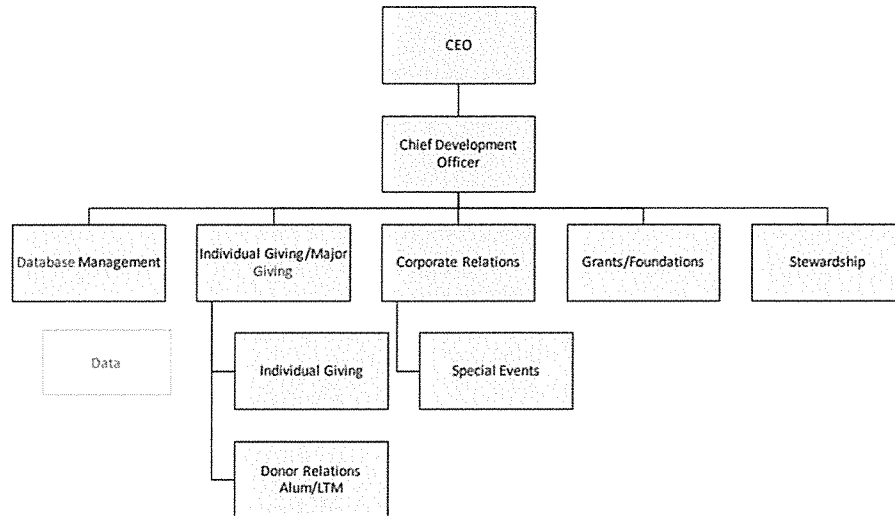 CEO
Chief Development
Officer
Database Management
Individual Giving/Major
Giving
Corporate Relations
Grants/Foundations
Stewardship
Data
Individual Giving
Special Events
Donor Relations
Alum/LTM